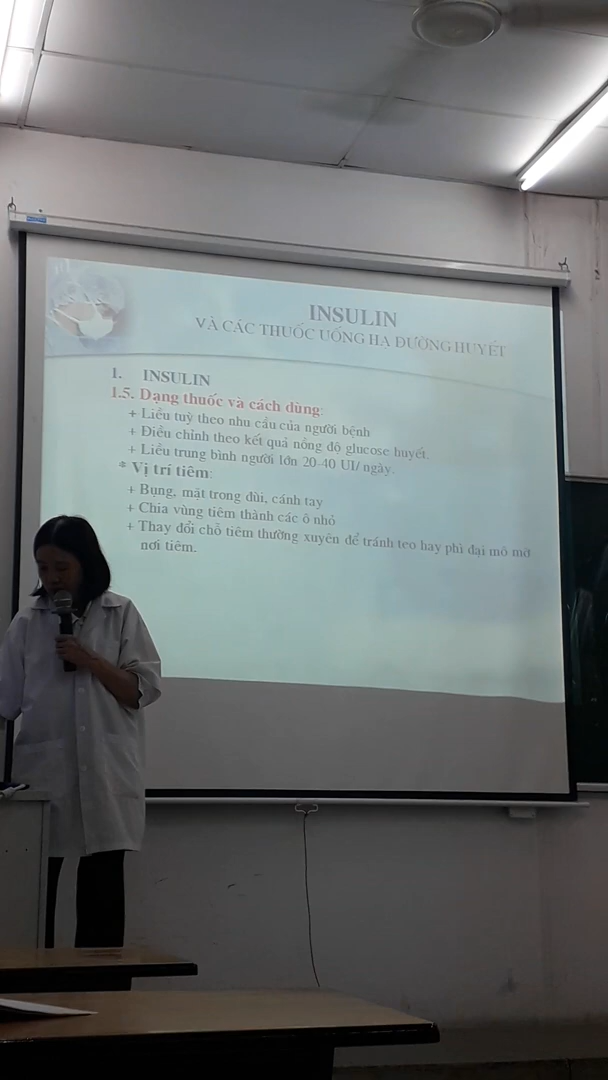 INSULIN
VÀ CÁC THUỐC UỐNG HẠ ĐƯỜNG HUYẾT
1. INSULIN
1.5. Dạng thuốc và cách dùng:
+ Liều tuỳ theo nhu cầu của người bệnh
+ Điều chỉnh theo kết quả nồng độ glucose huyết.
+ Liều trung bình người lớn 20-40 UI/ ngày.
* Vị trí tiêm:
+ Bụng, mặt trong đùi, cánh tay
+ Chia vùng tiêm thành các ô nhỏ
+ Thay đổi chỗ tiêm thường xuyên để tránh teo hay phì đại mô mỡ
nơi tiêm.